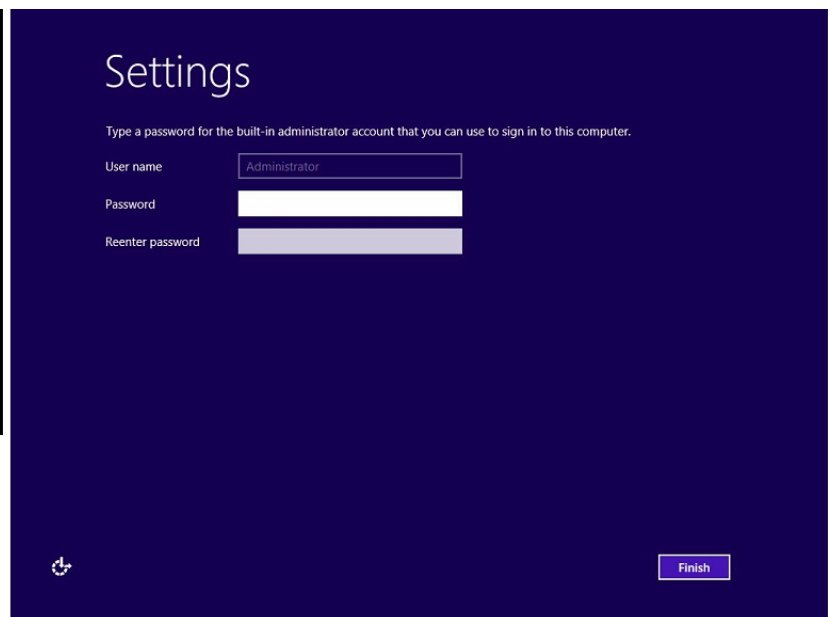 Settings
Type a password for the built-in administrator account that you can use to sign in to this computer.
User name Administrator
Password
Reenter password
Finish